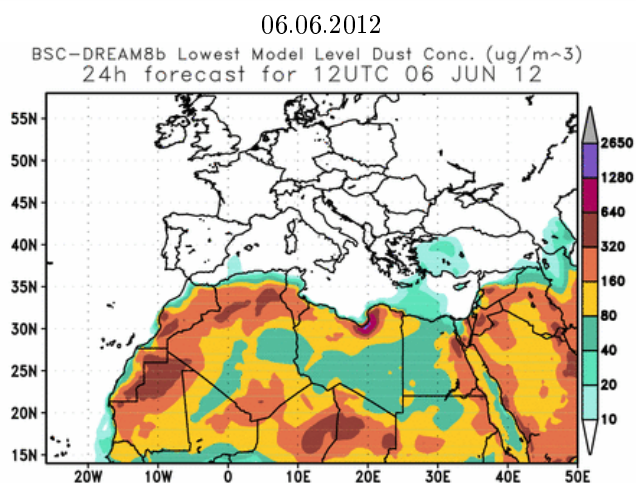 06.06.2012
BSC-DREAM8b Lowest Model Level Dust Conc. (ug/m^3)
24h forecast for 12UTC 06 JUN 12
55N
50N
45N
40N
35N
30N
25N
20N
15N
20W
10W
0
10E
20E
30E
40E
50E
2650
1280
640
320
160
80
40
20
10